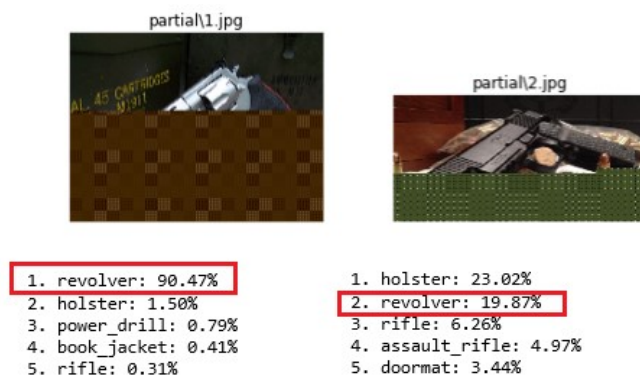 partial\1.jpg
AL. 45 CARTRIDGES
M1911
1. revolver: 90.47%
2. holster: 1.50%
3. power_drill: 0.79%
4. book_jacket: 0.41%
5. rifle: 0.31%
partial\2.jpg
1. holster: 23.02%
2. revolver: 19.87%
3. rifle: 6.26%
4. assault_rifle: 4.97%
5. doormat: 3.44%